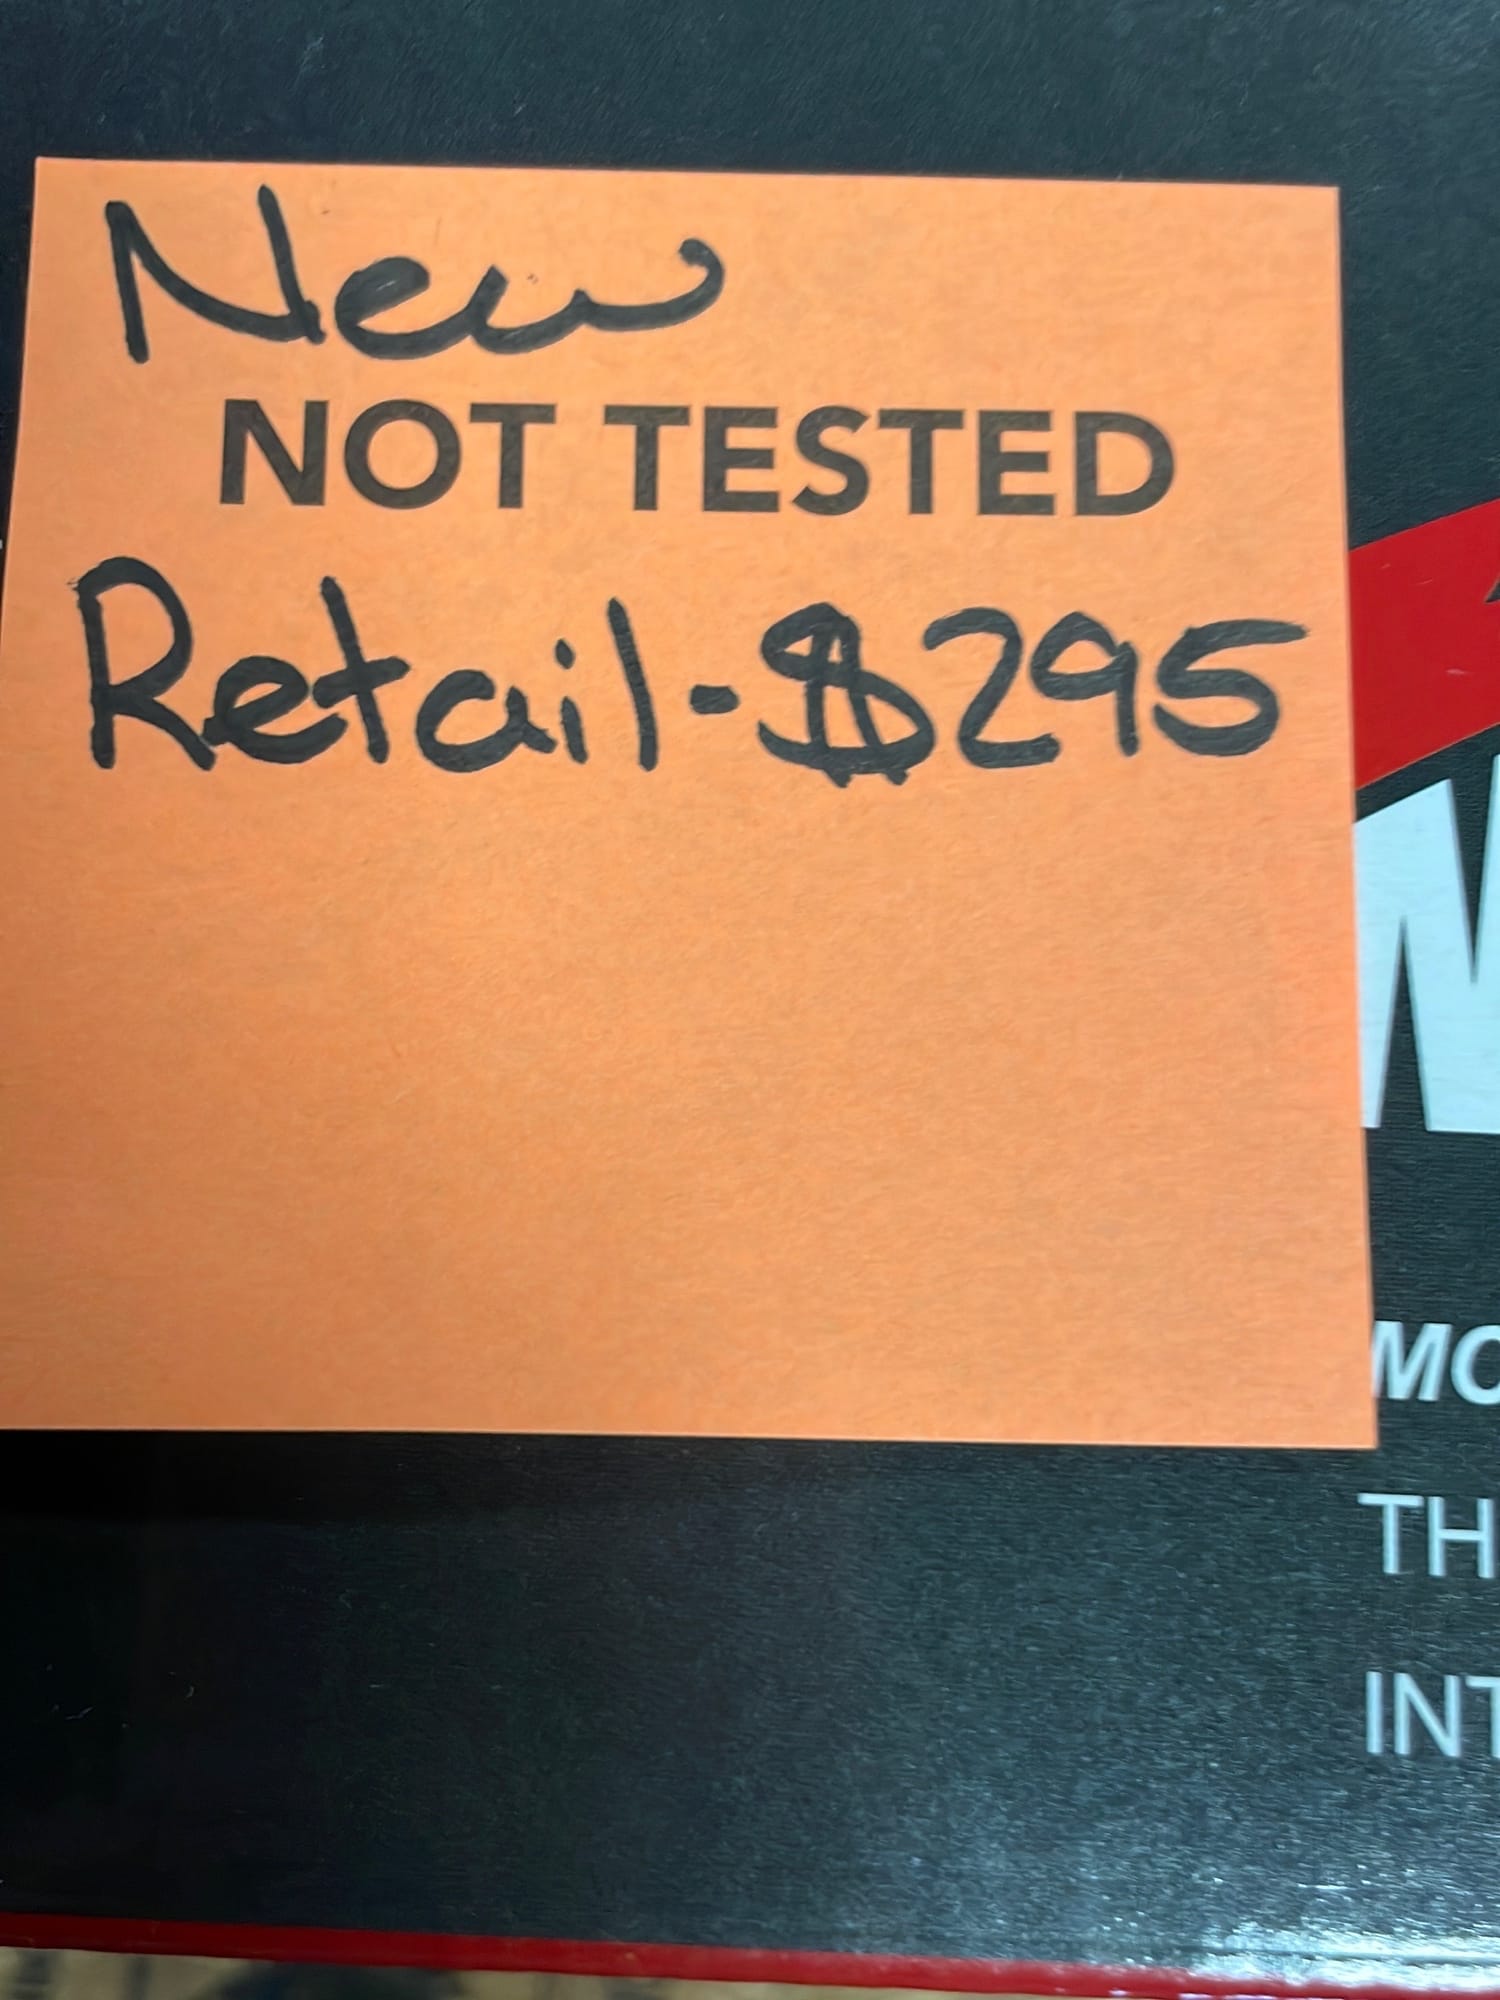 New
NOT TESTED
Retail-$295
MO
TH
INT